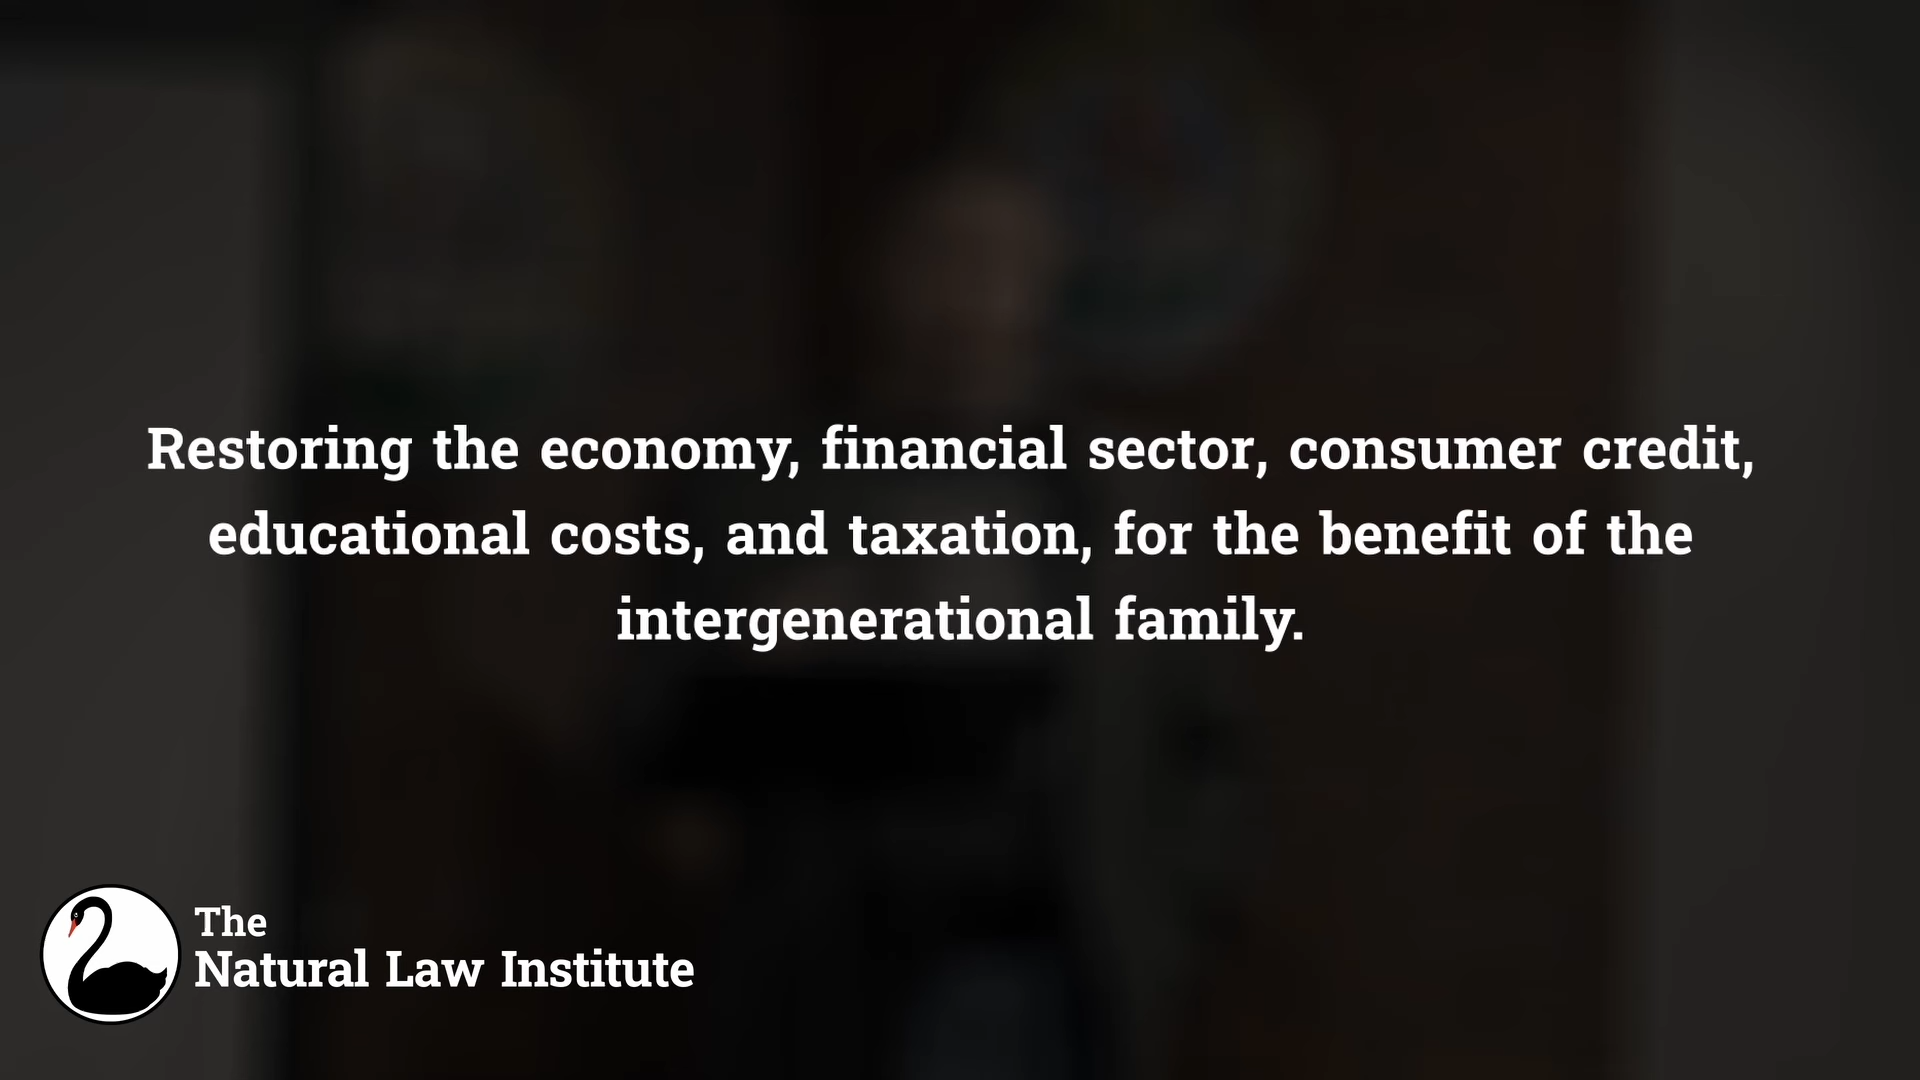 Restoring the economy, financial sector, consumer credit,
educational costs, and taxation, for the benefit of the
intergenerational family.
The
Natural Law Institute